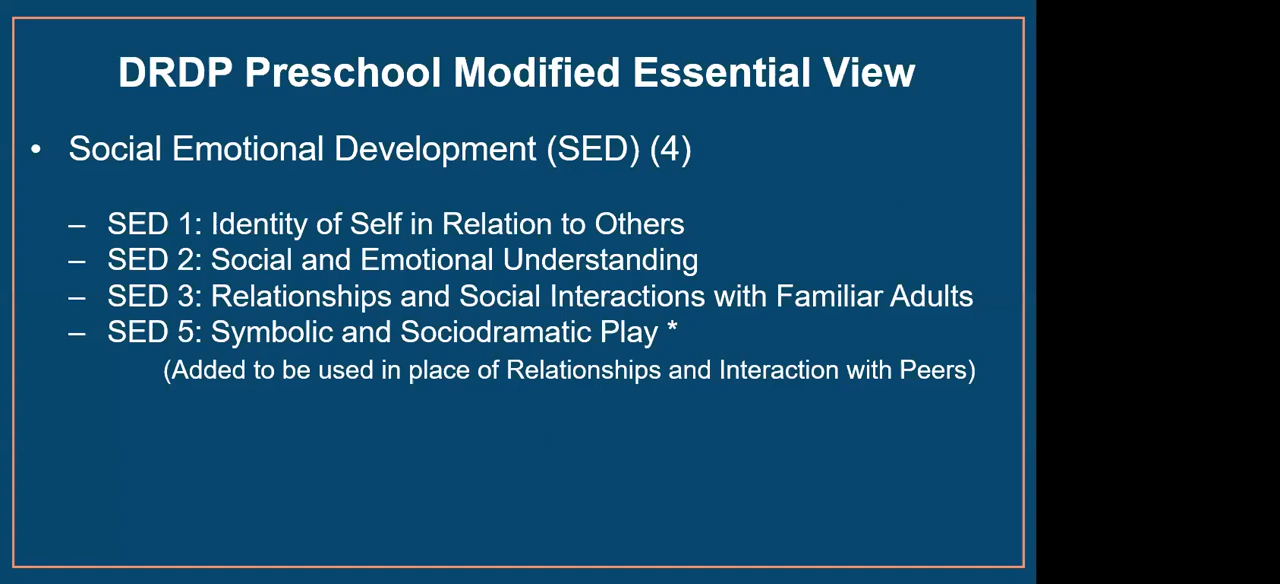 DRDP Preschool Modified Essential View
• Social Emotional Development (SED) (4)
– SED 1: Identity of Self in Relation to Others
– SED 2: Social and Emotional Understanding
– SED 3: Relationships and Social Interactions with Familiar Adults
– SED 5: Symbolic and Sociodramatic Play *
(Added to be used in place of Relationships and Interaction with Peers)